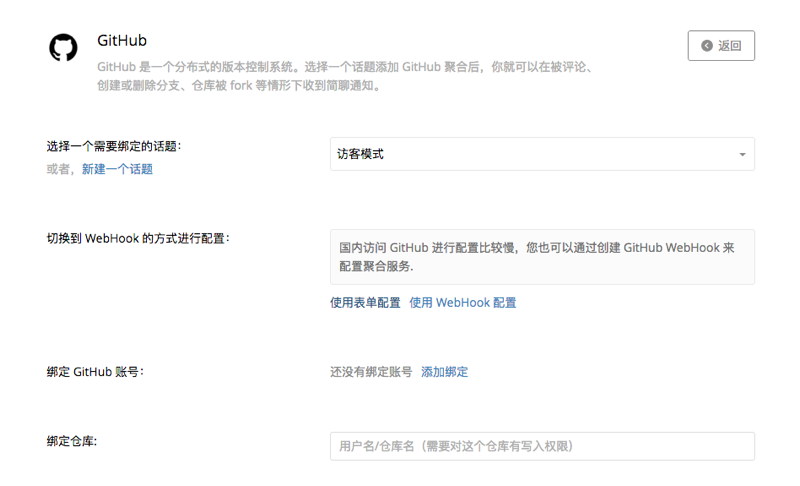 GitHub
返回
GitHub 是一个分布式的版本控制系统。选择一个话题添加 GitHub 聚合后，你就可以在被评论、
创建或删除分支、仓库被 fork 等情形下收到简聊通知。
选择一个需要绑定的话题：
访客模式
或者，新建一个话题
切换到 WebHook 的方式进行配置：
国内访问 GitHub 进行配置比较慢，您也可以通过创建 GitHub WebHook 来
配置聚合服务.
使用表单配置 使用 WebHook 配置
绑定 GitHub 账号：
还没有绑定账号 添加绑定
绑定仓库:
用户名/仓库名（需要对这个仓库有写入权限）